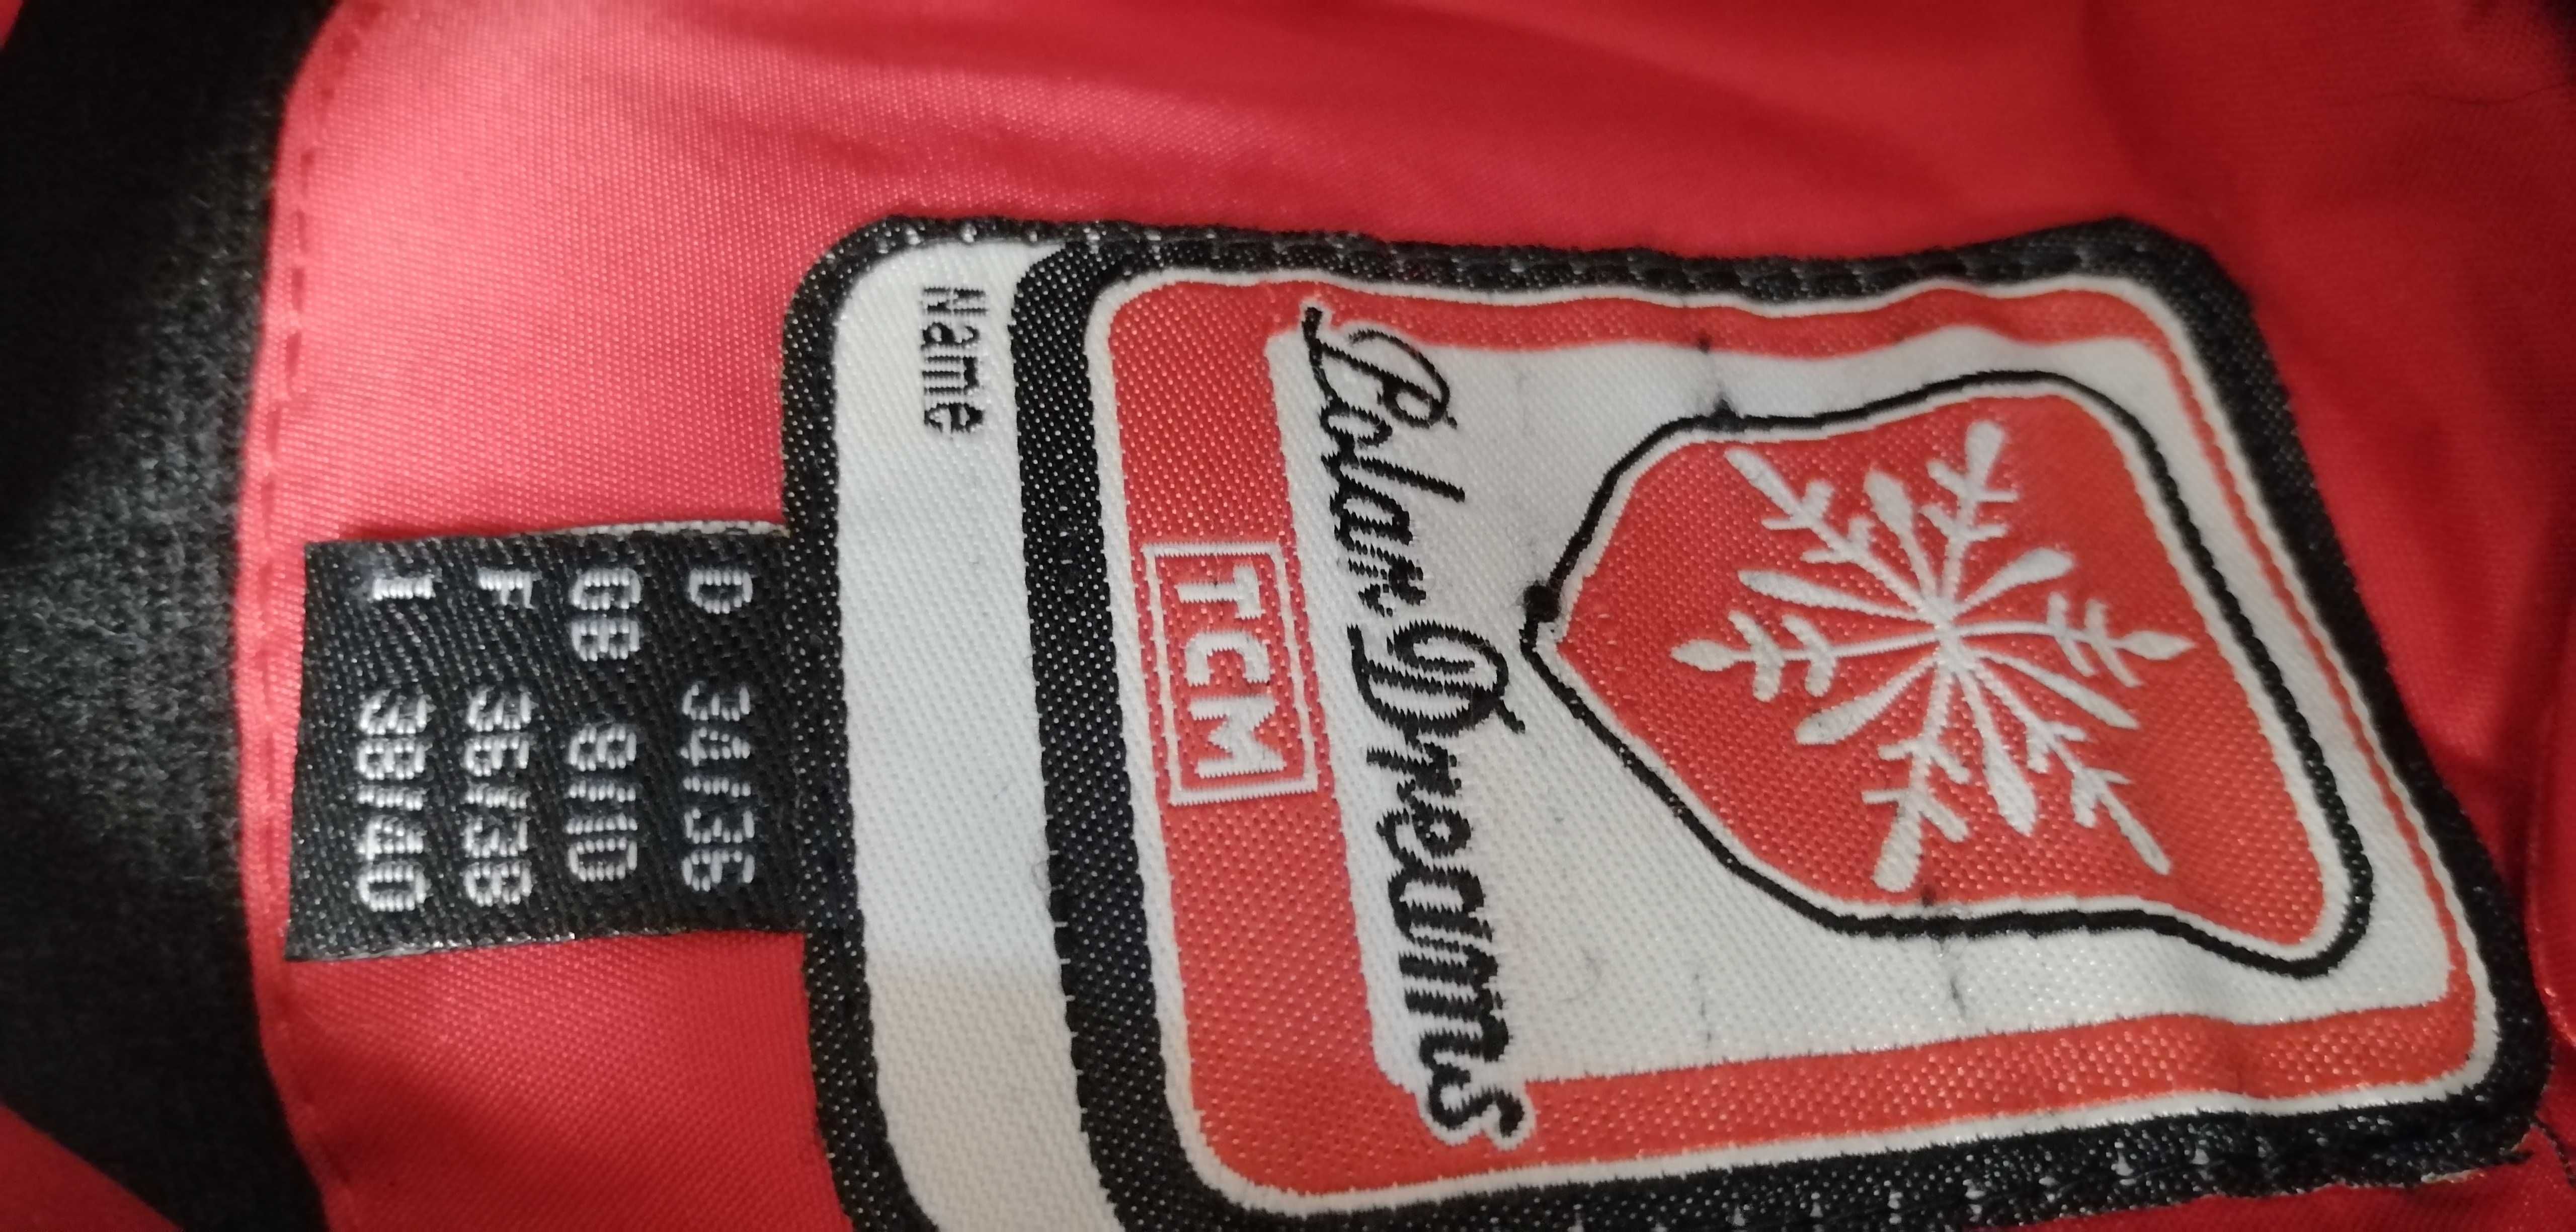 Polar Dreams
TCM
Name
D 34/36
GB 8/10
F 36/38
I 38/40